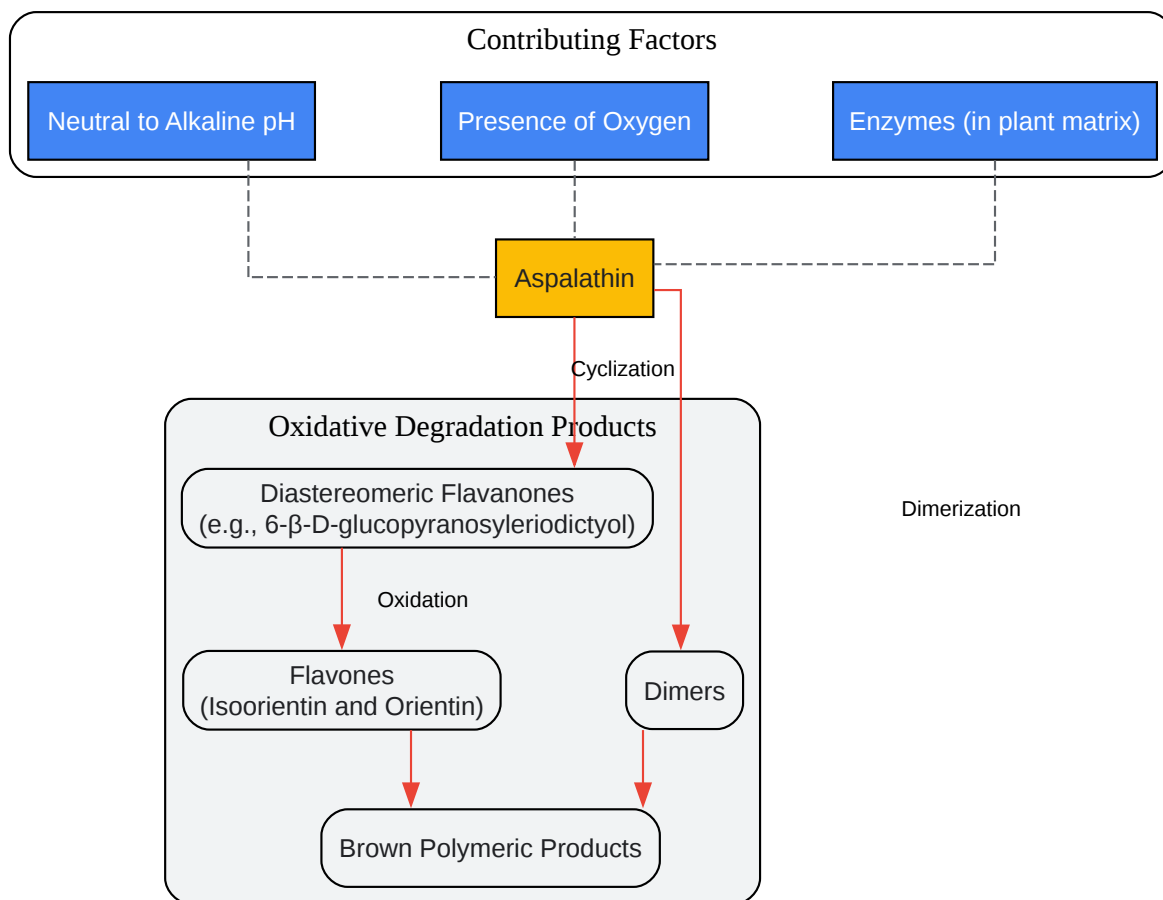 Contributing Factors
Neutral to Alkaline pH
Presence of Oxygen
Enzymes (in plant matrix)
Aspalathin
Cyclization
Oxidative Degradation Products
Diastereomeric Flavanones
(e.g., 6-β-D-glucopyranosyleriodictyol)
Dimerization
Oxidation
Flavones
(Isoorientin and Orientin)
Dimers
Brown Polymeric Products